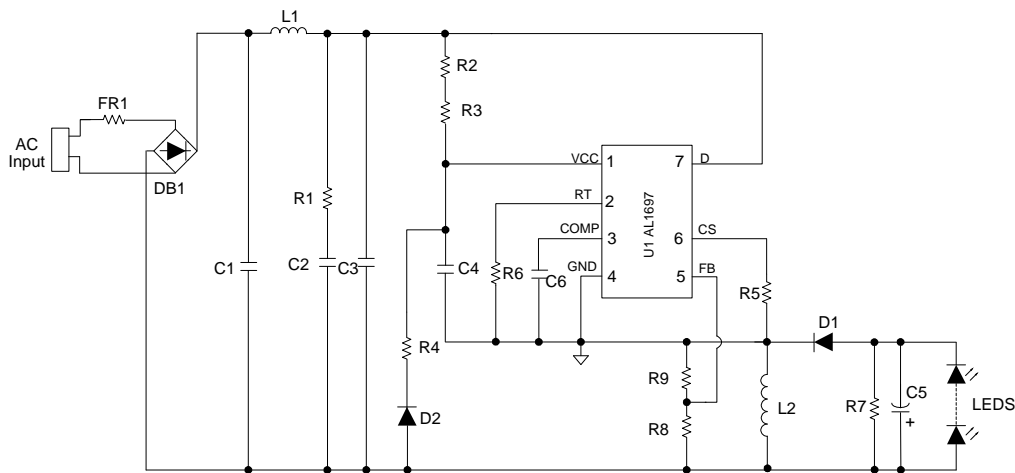 L1
R2
FR1
R3
AC
Input
DB1
VCC 1 7 D
RT 2
R1
U1 AL1697
COMP 3 6 CS
GND 4 5 FB
C1
C2
C3
C4
R6
C6
R5
R4
D1
R9
D2
R8
L2
R7
C5
+
LEDS